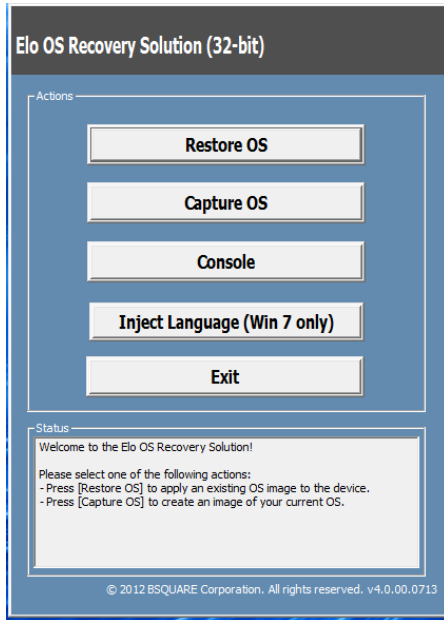 Elo OS Recovery Solution (32-bit)
Actions
Restore OS
Capture OS
Console
Inject Language (Win 7 only)
Exit
Status
Welcome to the Elo OS Recovery Solution!
Please select one of the following actions:
- Press [Restore OS] to apply an existing OS image to the device.
- Press [Capture OS] to create an image of your current OS.
© 2012 BSQUARE Corporation. All rights reserved. v4.0.00.0713